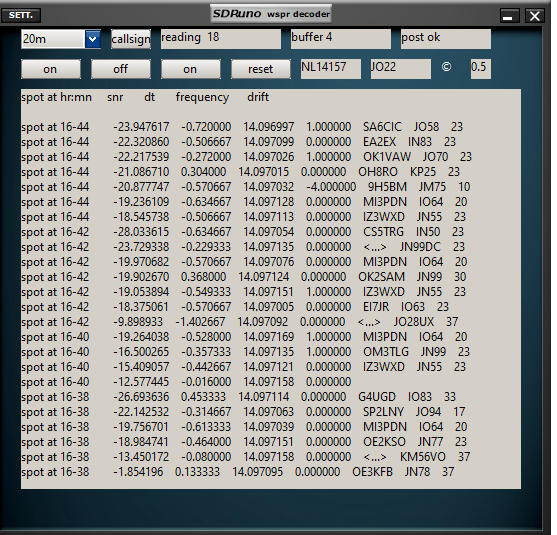 SETT. SDRuno wspr decoder
20m callsign reading 18 buffer 4 post ok
on off on reset NL14157 JO22 © 0.5
spot at hr:mn snr dt frequency drift
spot at 16-44 -23.947617 -0.720000 14.096997 1.000000 SA6CIC JO58 23
spot at 16-44 -22.320860 -0.506667 14.097099 0.000000 EA2EX IN83 23
spot at 16-44 -22.217539 -0.272000 14.097026 1.000000 OK1VAW JO70 23
spot at 16-44 -21.086710 0.304000 14.097015 0.000000 OH8RO KP25 23
spot at 16-44 -20.877747 -0.570667 14.097032 -4.000000 9H5BM JM75 10
spot at 16-44 -19.236109 -0.634667 14.097128 0.000000 MI3PDN IO64 20
spot at 16-44 -18.545738 -0.506667 14.097113 0.000000 IZ3WXD JN55 23
spot at 16-42 -28.033615 -0.634667 14.097054 0.000000 CS5TRG IN50 23
spot at 16-42 -23.729338 -0.229333 14.097135 0.000000 <...> JN99DC 23
spot at 16-42 -19.970682 -0.570667 14.097076 0.000000 MI3PDN IO64 20
spot at 16-42 -19.902670 0.368000 14.097124 0.000000 OK2SAM JN99 30
spot at 16-42 -19.053894 -0.549333 14.097151 1.000000 IZ3WXD JN55 23
spot at 16-42 -18.375061 -0.570667 14.097005 0.000000 EI7JR IO63 23
spot at 16-42 -9.898933 -1.402667 14.097092 0.000000 <...> JO28UX 37
spot at 16-40 -19.264038 -0.528000 14.097169 1.000000 MI3PDN IO64 20
spot at 16-40 -16.500265 -0.357333 14.097135 1.000000 OM3TLG JN99 23
spot at 16-40 -15.409057 -0.442667 14.097121 0.000000 IZ3WXD JN55 23
spot at 16-40 -12.577445 -0.016000 14.097158 0.000000
spot at 16-38 -26.693636 0.453333 14.097114 0.000000 G4UGD IO83 33
spot at 16-38 -22.142532 -0.314667 14.097063 0.000000 SP2LNY JO94 17
spot at 16-38 -19.756701 -0.613333 14.097039 0.000000 MI3PDN IO64 20
spot at 16-38 -18.984741 -0.464000 14.097151 0.000000 OE2KSO JN77 23
spot at 16-38 -13.450172 -0.080000 14.097158 0.000000 <...> KM56VO 37
spot at 16-38 -1.854196 0.133333 14.097095 0.000000 OE3KFB JN78 37